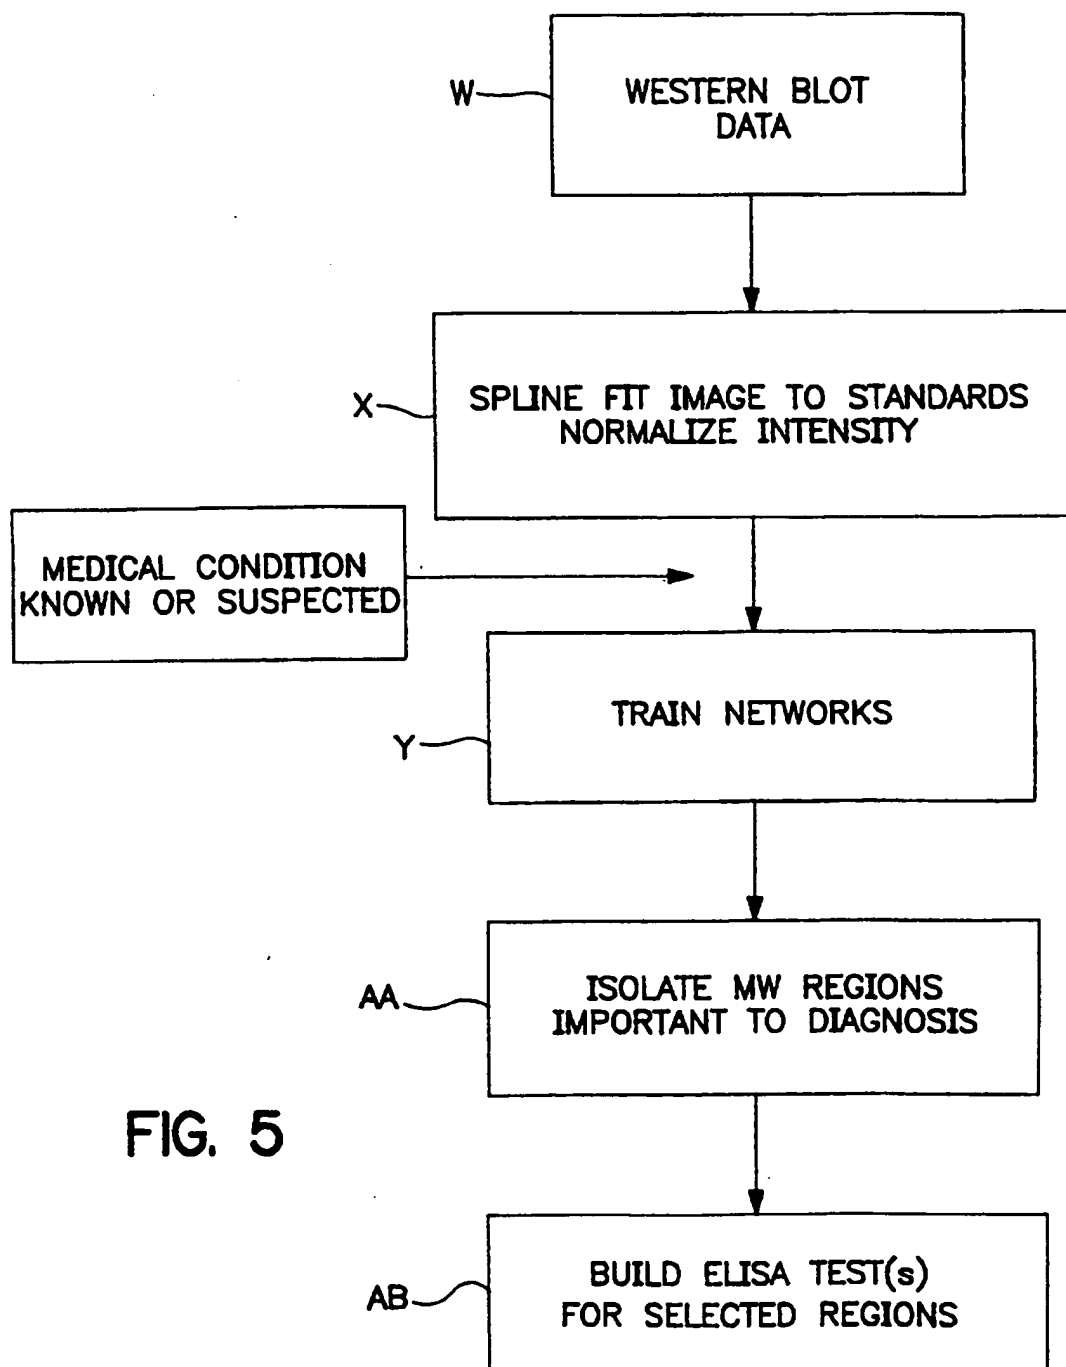 W
WESTERN BLOT
DATA
X
SPLINE FIT IMAGE TO STANDARDS
NORMALIZE INTENSITY
MEDICAL CONDITION
KNOWN OR SUSPECTED
TRAIN NETWORKS
Y
AA
ISOLATE MW REGIONS
IMPORTANT TO DIAGNOSIS
FIG. 5
AB
BUILD ELISA TEST(s)
FOR SELECTED REGIONS